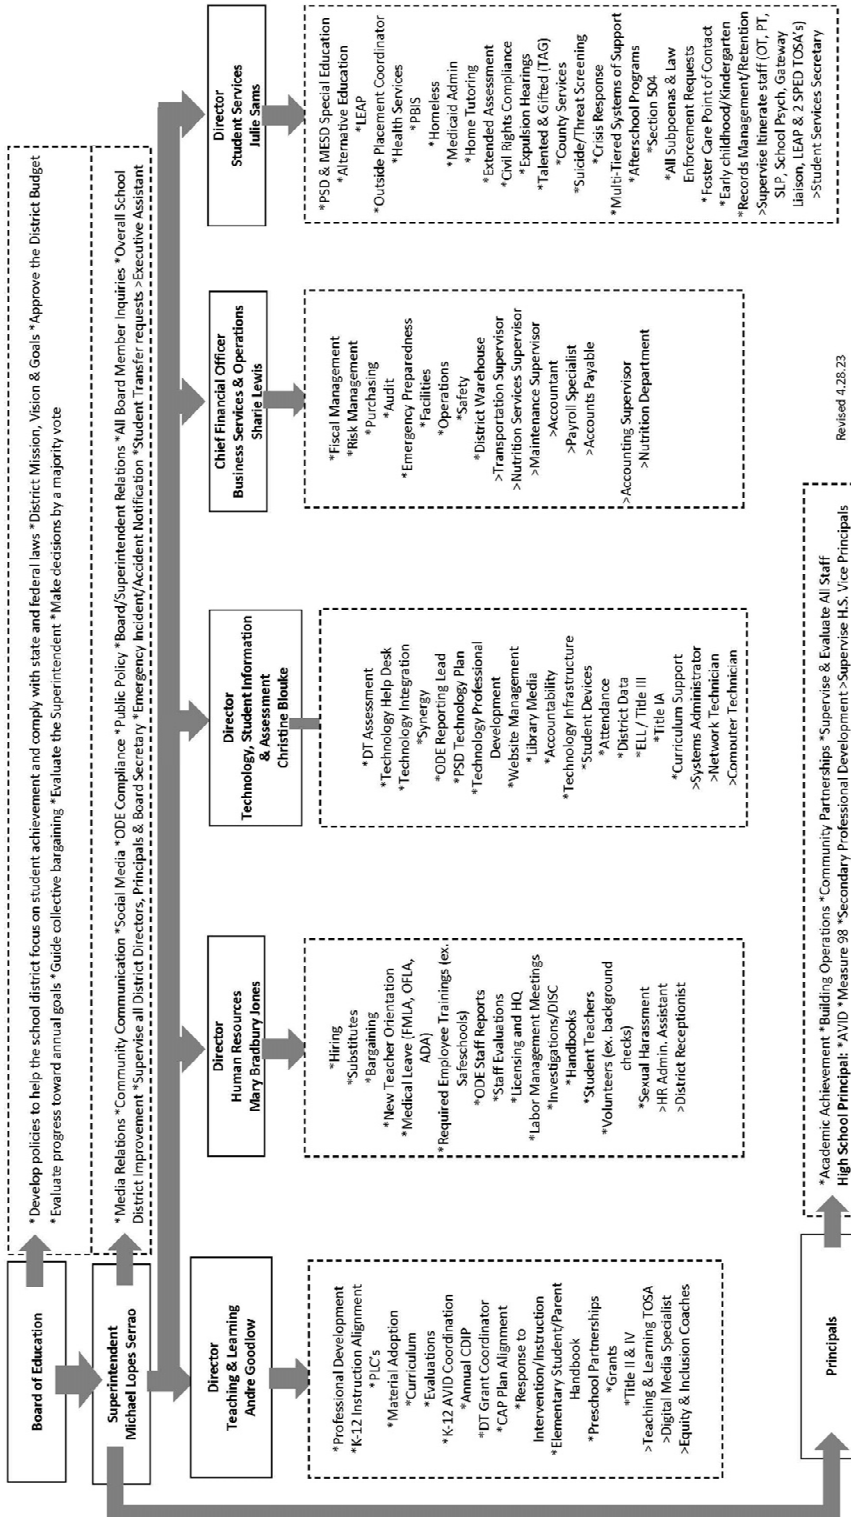 Board of Education
*Develop policies to help the school district focus on student achievement and comply with state and federal laws *District Mission, Vision & Goals *Approve the District Budget
*Evaluate progress toward annual goals *Guide collective bargaining *Evaluate the Superintendent *Make decisions by a majority vote
Superintendent
Michael Lopes Serrao
*Media Relations *Community Communication *Social Media *ODE Compliance *Public Policy *Board/Superintendent Relations *All Board Member Inquiries *Overall School
District Improvement *Supervise all District Directors, Principals & Board Secretary *Emergency Incident/Accident Notification *Student Transfer requests >Executive Assistant
Director
Teaching & Learning
Andre Goodlow
*Professional Development
*K-12 Instruction Alignment
*PLC's
*Material Adoption
*Curriculum
*Evaluations
*K-12 AVID Coordination
*Annual CDIP
*DT Grant Coordinator
*CAP Plan Alignment
*Response to
Intervention/Instruction
*Elementary Student/Parent
Handbook
*Preschool Partnerships
*Grants
*Title II & IV
>Teaching & Learning TOSA
>Digital Media Specialist
>Equity & Inclusion Coaches
Director
Human Resources
Mary Bradbury Jones
*Hiring
*Substitutes
*Bargaining
*New Teacher Orientation
*Medical Leave (FMLA, OFLA,
ADA)
*Required Employee Trainings (ex.
Safeschools)
*ODE Staff Reports
*Staff Evaluations
*Licensing and HQ
*Labor Management Meetings
*Investigations/DISC
*Handbooks
*Student Teachers
*Volunteers (ex. background
checks)
*Sexual Harassment
>HR Admin. Assistant
>District Receptionist
Director
Technology, Student Information
& Assessment
Christine Blouke
*DT Assessment
*Technology Help Desk
*Technology Integration
*Synergy
*ODE Reporting Lead
*PSD Technology Plan
*Technology Professional
Development
*Website Management
*Library Media
*Accountability
*Technology Infrastructure
*Student Devices
*Attendance
*District Data
*ELL / Title III
*Title IA
*Curriculum Support
>Systems Administrator
>Network Technician
>Computer Technician
Chief Financial Officer
Business Services & Operations
Sharie Lewis
*Fiscal Management
*Risk Management
*Purchasing
*Audit
*Emergency Preparedness
*Facilities
*Operations
*Safety
*District Warehouse
>Transportation Supervisor
>Nutrition Services Supervisor
>Maintenance Supervisor
>Accountant
>Payroll Specialist
>Accounts Payable
>Accounting Supervisor
>Nutrition Department
Director
Student Services
Julie Sams
*PSD & MESD Special Education
*Alternative Education
*LEAP
*Outside Placement Coordinator
*Health Services
*PBIS
*Homeless
*Medicaid Admin
*Home Tutoring
*Extended Assessment
*Civil Rights Compliance
*Expulsion Hearings
*Talented & Gifted (TAG)
*County Services
*Suicide/Threat Screening
*Crisis Response
*Multi-Tiered Systems of Support
*Afterschool Programs
*Section 504
*All Subpoenas & Law
Enforcement Requests
*Foster Care Point of Contact
*Early childhood/Kindergarten
*Records Management/Retention
>Supervise Itinerate staff (OT, PT,
SLP, School Psych, Gateway
Liaison, LEAP & 2 SPED TOSA's)
>Student Services Secretary
Principals
*Academic Achievement *Building Operations *Community Partnerships *Supervise & Evaluate All Staff
High School Principal: *AVID *Measure 98 *Secondary Professional Development >Supervise H.S. Vice Principals
Revised 4.28.23